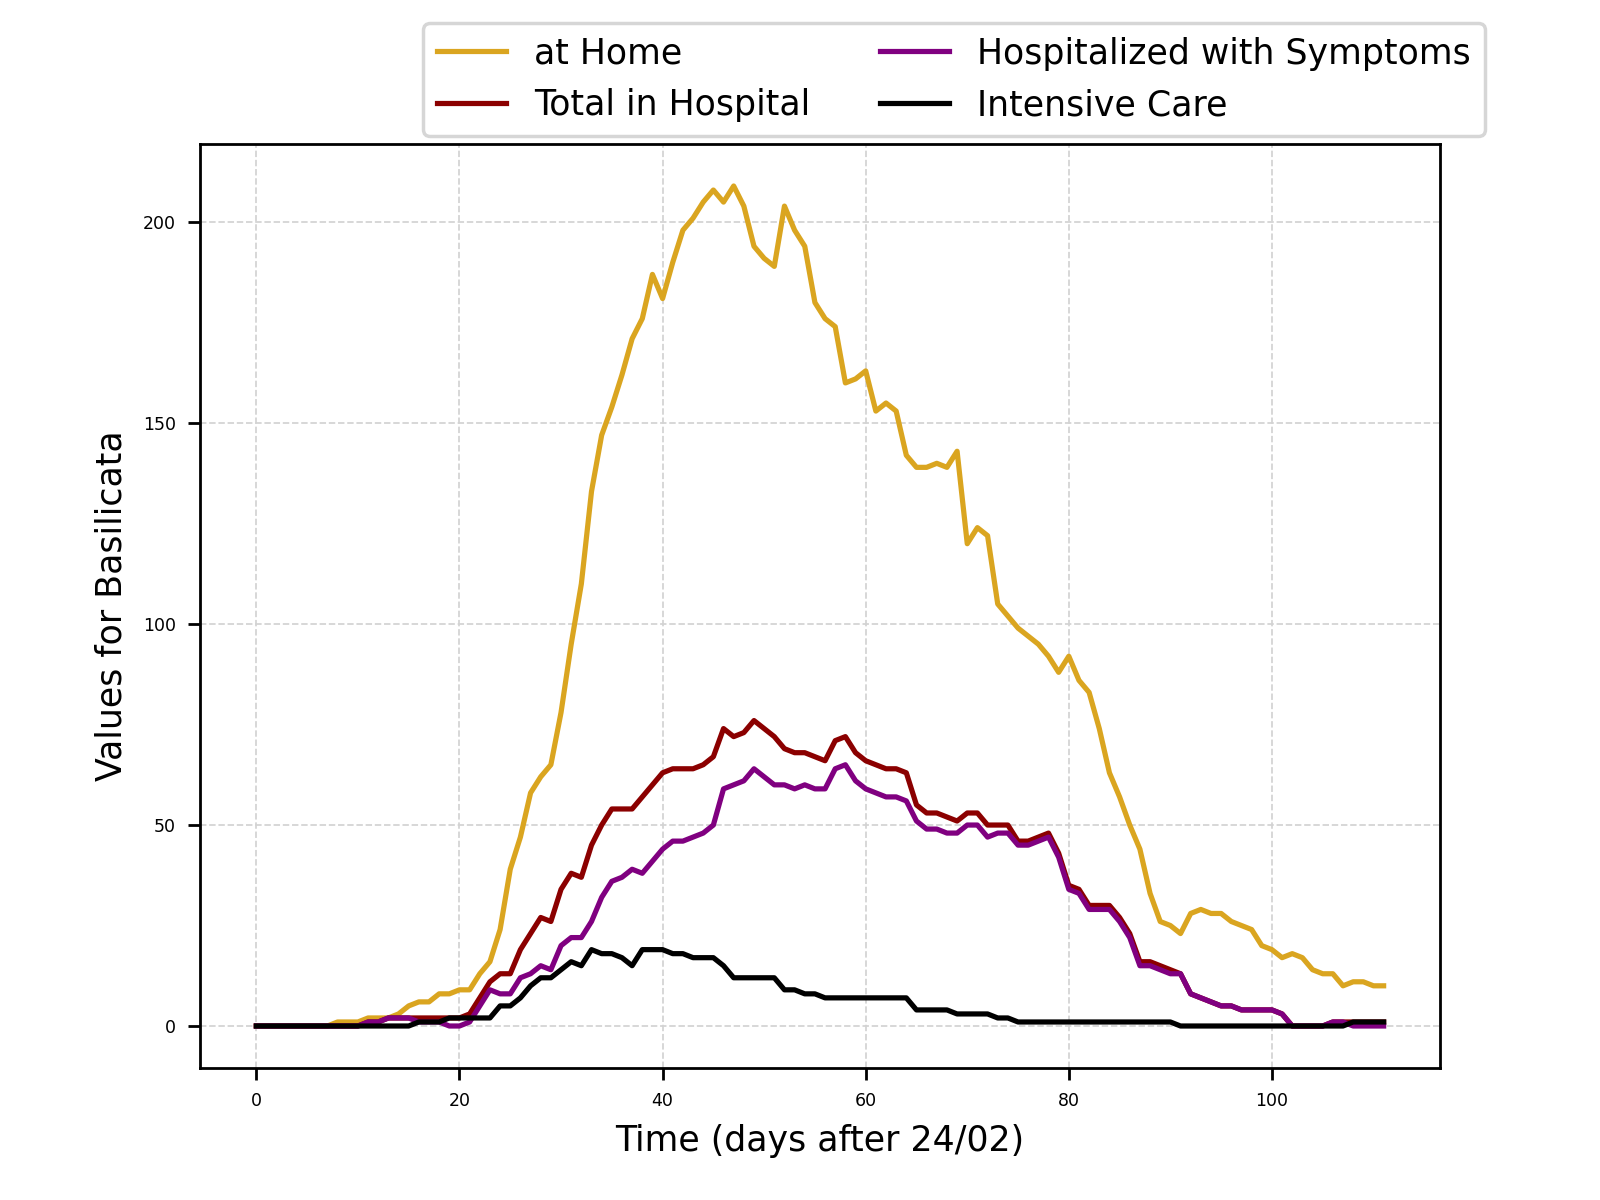 at Home
Total in Hospital
Hospitalized with Symptoms
Intensive Care
Values for Basilicata
200
150
100
50
0
0 20 40 60 80 100
Time (days after 24/02)